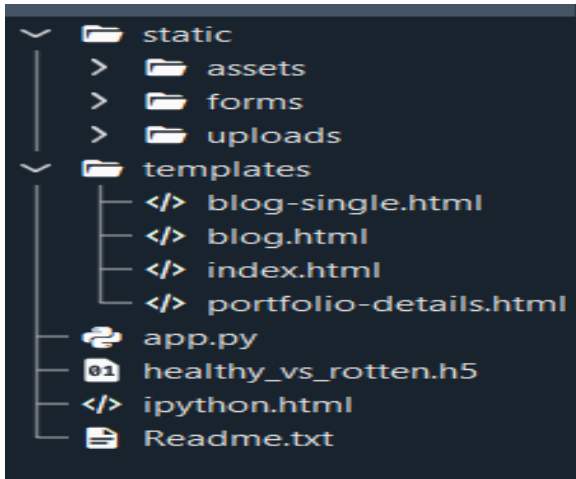 static
assets
forms
uploads
templates
</> blog-single.html
</> blog.html
</> index.html
</> portfolio-details.html
app.py
01 healthy_vs_rotten.h5
</> ipython.html
Readme.txt